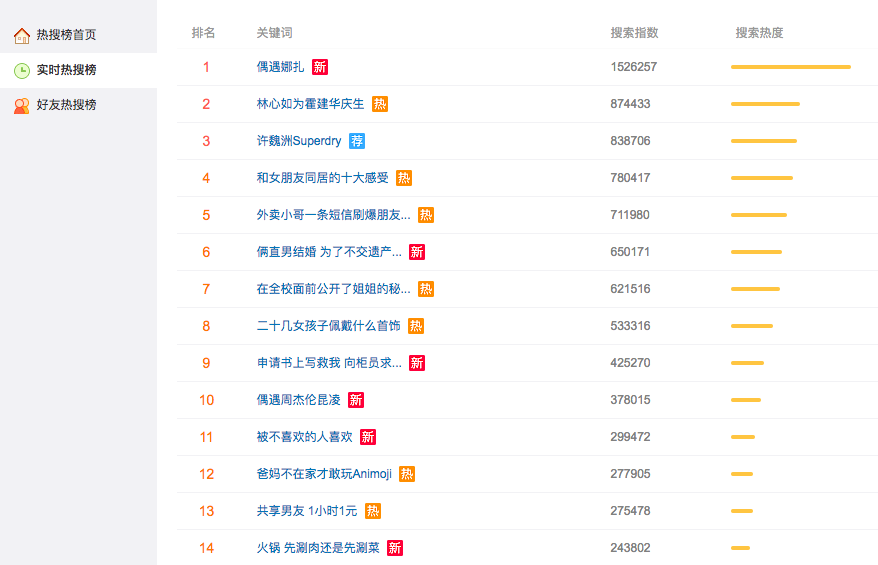 热搜榜首页
实时热搜榜
好友热搜榜
排名 关键词 搜索指数 搜索热度
1 偶遇娜扎 新 1526257
2 林心如为霍建华庆生 热 874433
3 许魏洲Superdry 荐 838706
4 和女朋友同居的十大感受 热 780417
5 外卖小哥一条短信刷爆朋友... 热 711980
6 俩直男结婚 为了不交遗产... 新 650171
7 在全校面前公开了姐姐的秘... 热 621516
8 二十几女孩子佩戴什么首饰 热 533316
9 申请书上写救我 向柜员求... 新 425270
10 偶遇周杰伦昆凌 新 378015
11 被不喜欢的人喜欢 新 299472
12 爸妈不在家才敢玩Animoji 热 277905
13 共享男友 1小时1元 热 275478
14 火锅 先涮肉还是先涮菜 新 243802